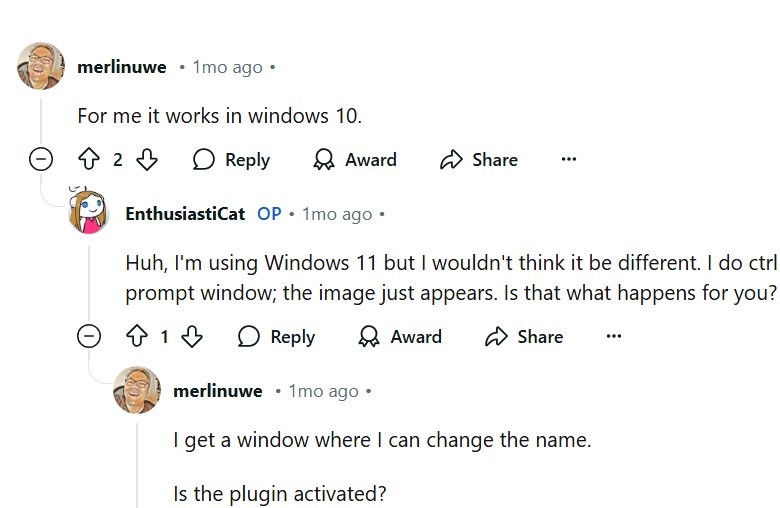 merlinuwe • 1mo ago •
For me it works in windows 10.
2 Reply Award Share ...
EnthusiastiCat OP • 1mo ago •
Huh, I'm using Windows 11 but I wouldn't think it be different. I do ctrl
prompt window; the image just appears. Is that what happens for you?
1 Reply Award Share ...
merlinuwe • 1mo ago •
I get a window where I can change the name.
Is the plugin activated?